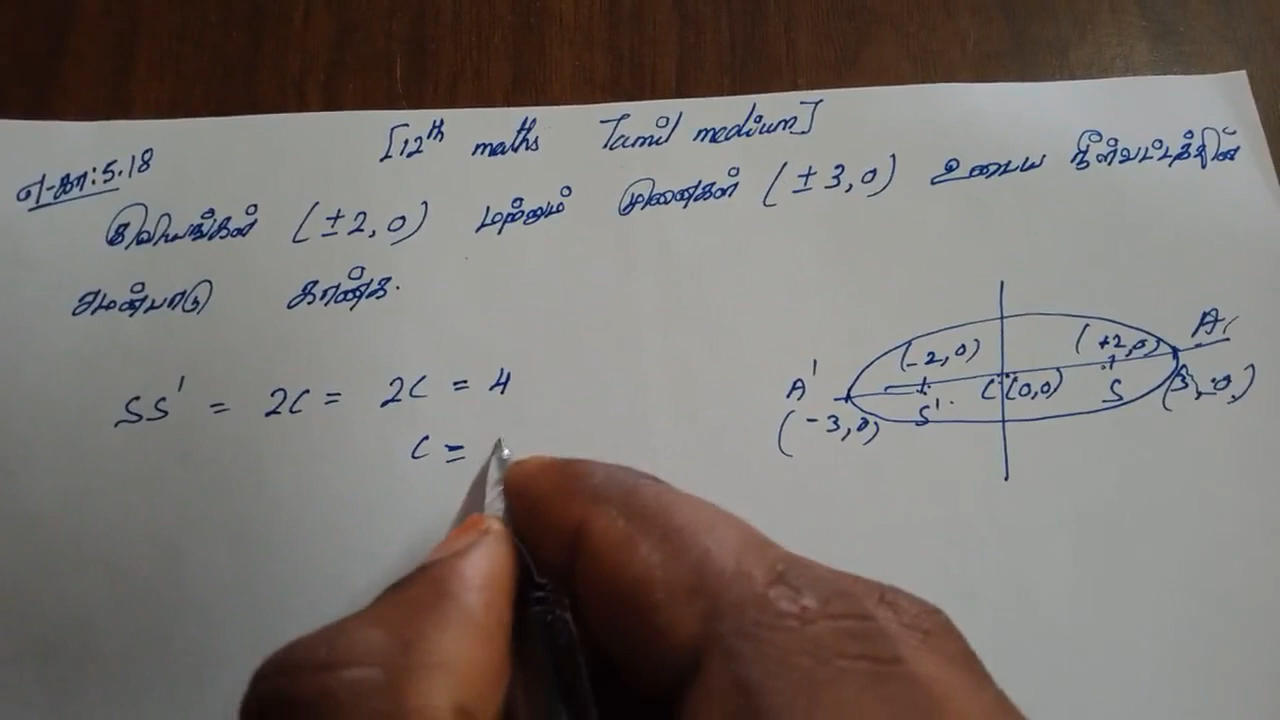 [12th maths Tamil medium]
எ-கா: 5.18
குவியங்கள் (±2,0) மற்றும் முனைகள் (±3,0) உடைய நீள்வட்டத்தின்
சமன்பாடு காண்க.
SS' = 2C = 2C = 4
C =
(-2,0) (+2,0) A
A' C(0,0) S (3,0)
(-3,0) S'